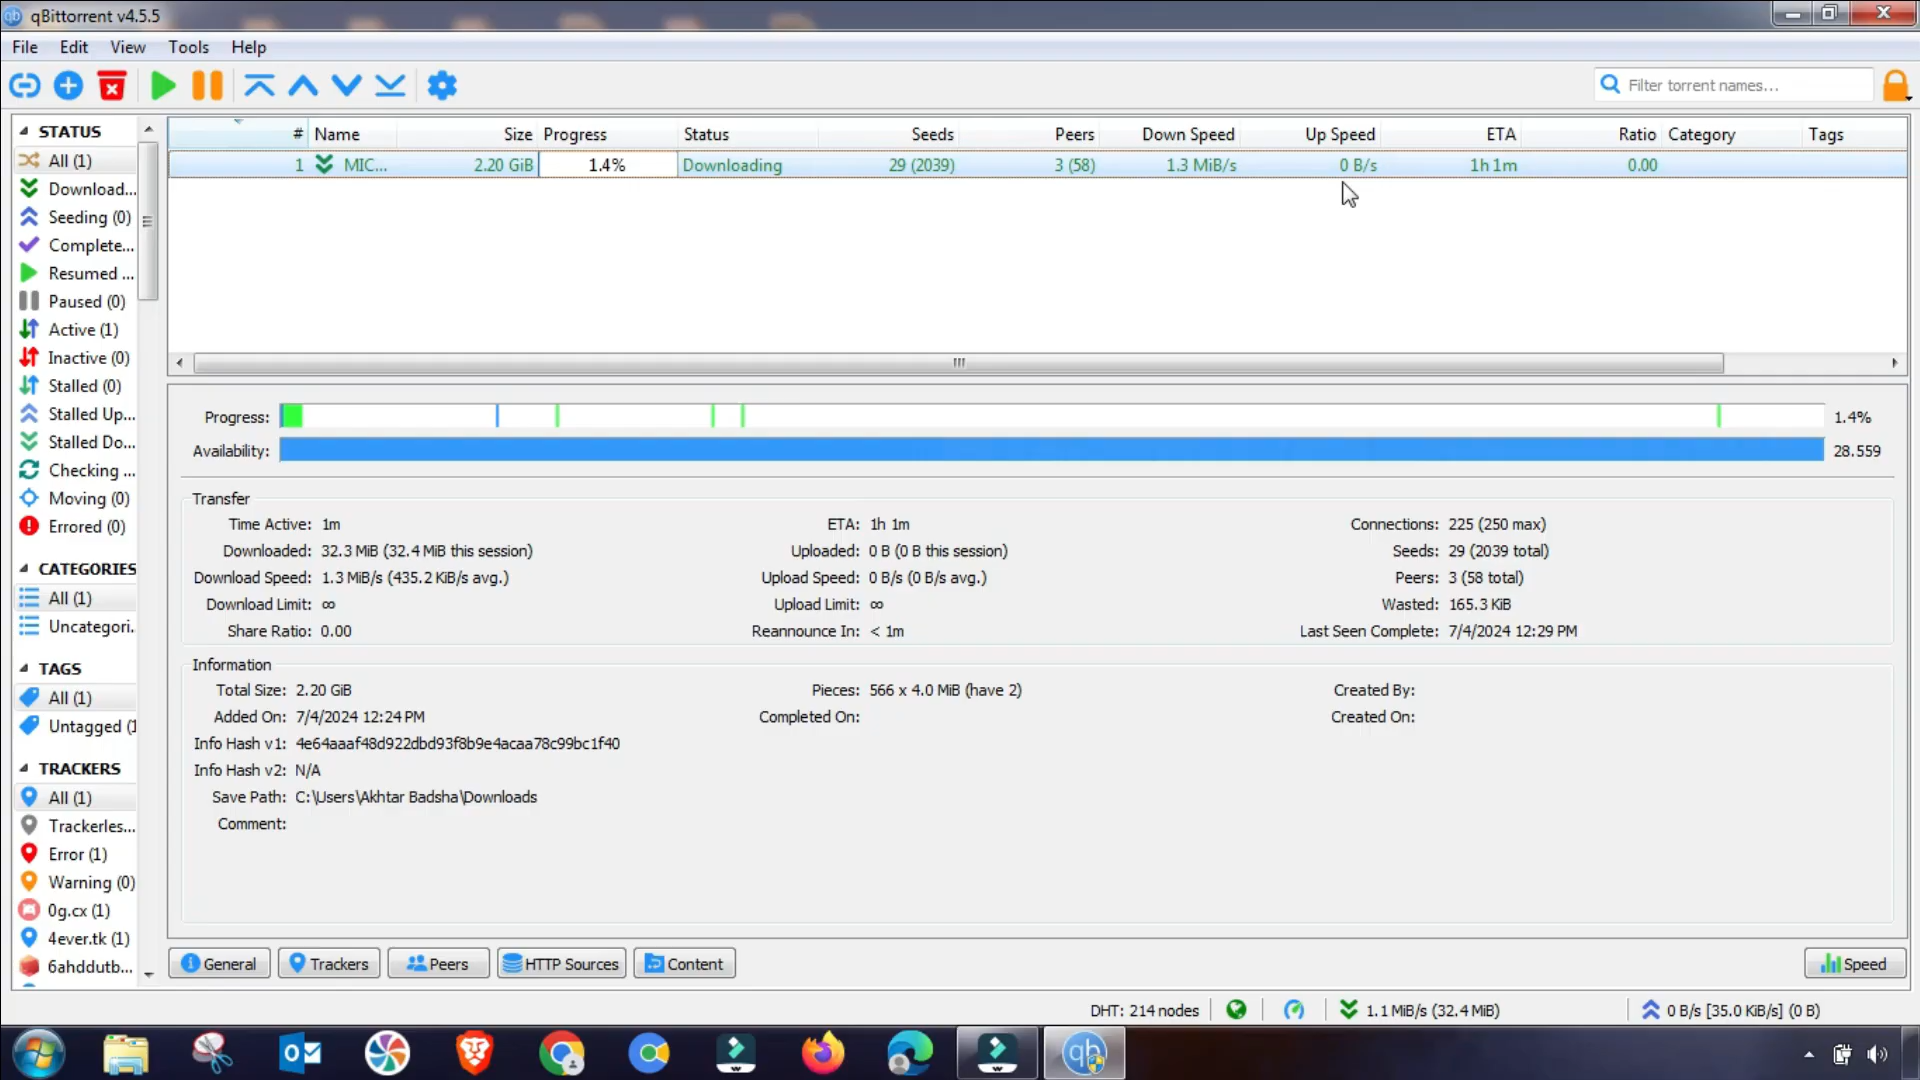 qBittorrent v4.5.5
File Edit View Tools Help
Filter torrent names...
STATUS
All (1)
Download...
Seeding (0)
Complete...
Resumed ...
Paused (0)
Active (1)
Inactive (0)
Stalled (0)
Stalled Up...
Stalled Do...
Checking ...
Moving (0)
Errored (0)
CATEGORIES
All (1)
Uncategori...
TAGS
All (1)
Untagged (1
TRACKERS
All (1)
Trackerles...
Error (1)
Warning (0)
0g.cx (1)
4ever.tk (1)
6ahddutb...
# Name Size Progress Status Seeds Peers Down Speed Up Speed ETA Ratio Category Tags
1 MIC... 2.20 GiB 1.4% Downloading 29 (2039) 3 (58) 1.3 MiB/s 0 B/s 1h 1m 0.00
Progress: 1.4%
Availability: 28.559
Transfer
Time Active: 1m ETA: 1h 1m Connections: 225 (250 max)
Downloaded: 32.3 MiB (32.4 MiB this session) Uploaded: 0 B (0 B this session) Seeds: 29 (2039 total)
Download Speed: 1.3 MiB/s (435.2 KiB/s avg.) Upload Speed: 0 B/s (0 B/s avg.) Peers: 3 (58 total)
Download Limit: ∞ Upload Limit: ∞ Wasted: 165.3 KiB
Share Ratio: 0.00 Reannounce In: < 1m Last Seen Complete: 7/4/2024 12:29 PM
Information
Total Size: 2.20 GiB Pieces: 566 x 4.0 MiB (have 2) Created By:
Added On: 7/4/2024 12:24 PM Completed On: Created On:
Info Hash v1: 4e64aaaf48d922dbd93f8b9e4acaa78c99bc1f40
Info Hash v2: N/A
Save Path: C:\Users\Akhtar Badsha\Downloads
Comment:
General Trackers Peers HTTP Sources Content Speed
DHT: 214 nodes 1.1 MiB/s (32.4 MiB) 0 B/s [35.0 KiB/s] (0 B)